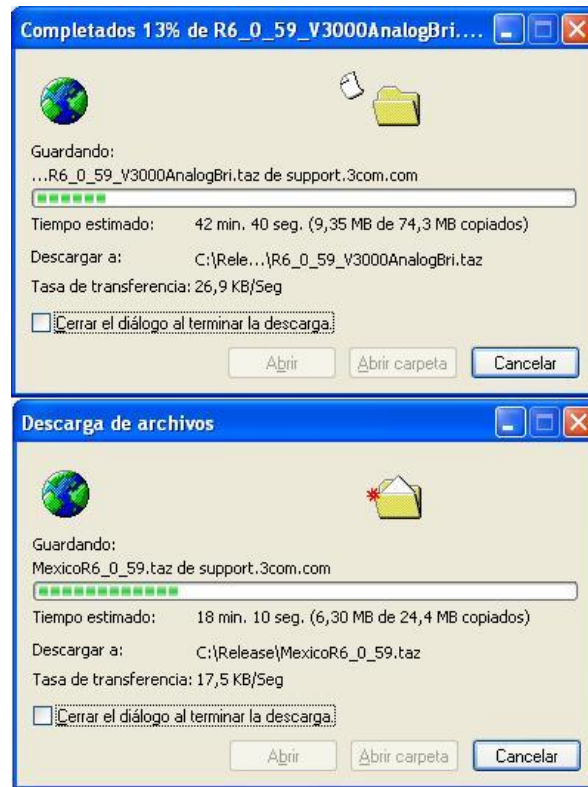 Completados 13% de R6_0_59_V3000AnalogBri....
Guardando:
...R6_0_59_V3000AnalogBri.taz de support.3com.com
Tiempo estimado: 42 min. 40 seg. (9,35 MB de 74,3 MB copiados)
Descargar a: C:\Rele...\R6_0_59_V3000AnalogBri.taz
Tasa de transferencia: 26,9 KB/Seg
Cerrar el diálogo al terminar la descarga.
Abrir Abrir carpeta Cancelar
Descarga de archivos
Guardando:
MexicoR6_0_59.taz de support.3com.com
Tiempo estimado: 18 min. 10 seg. (6,30 MB de 24,4 MB copiados)
Descargar a: C:\Release\MexicoR6_0_59.taz
Tasa de transferencia: 17,5 KB/Seg
Cerrar el diálogo al terminar la descarga.
Abrir Abrir carpeta Cancelar